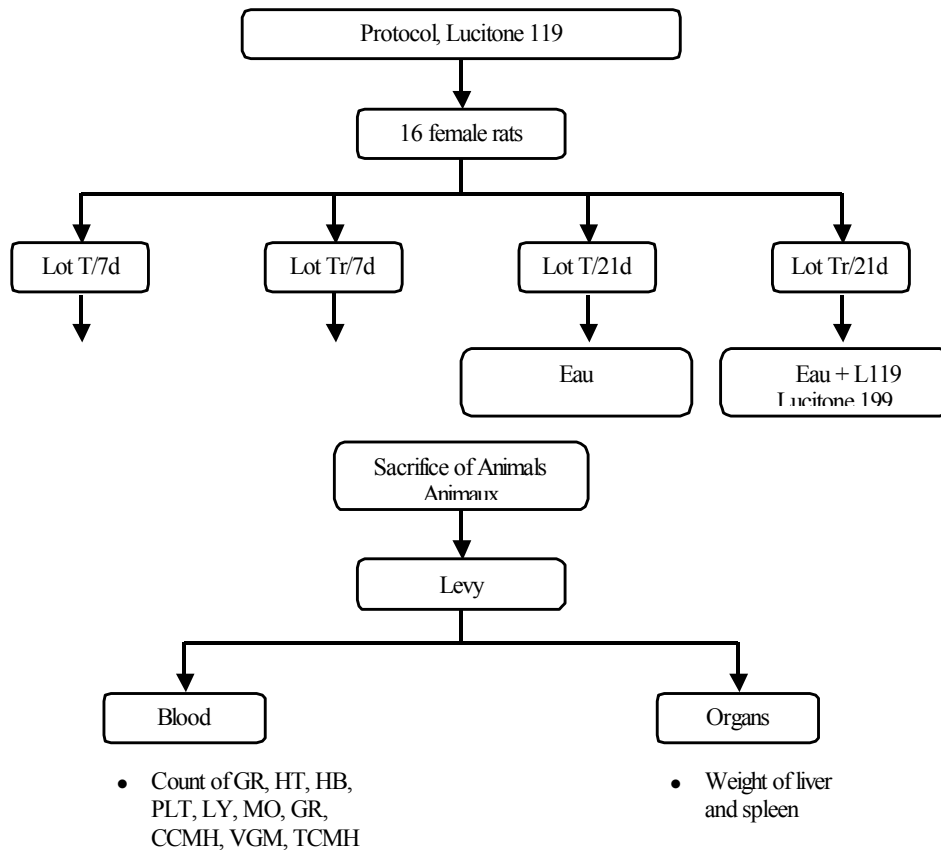 Protocol, Lucitone 119
16 female rats
Lot T/7d
Lot Tr/7d
Lot T/21d
Lot Tr/21d
Eau
Eau + L119
Lucitone 199
Sacrifice of Animals
Animaux
Levy
Blood
Organs
• Count of GR, HT, HB,
PLT, LY, MO, GR,
CCMH, VGM, TCMH
• Weight of liver
and spleen